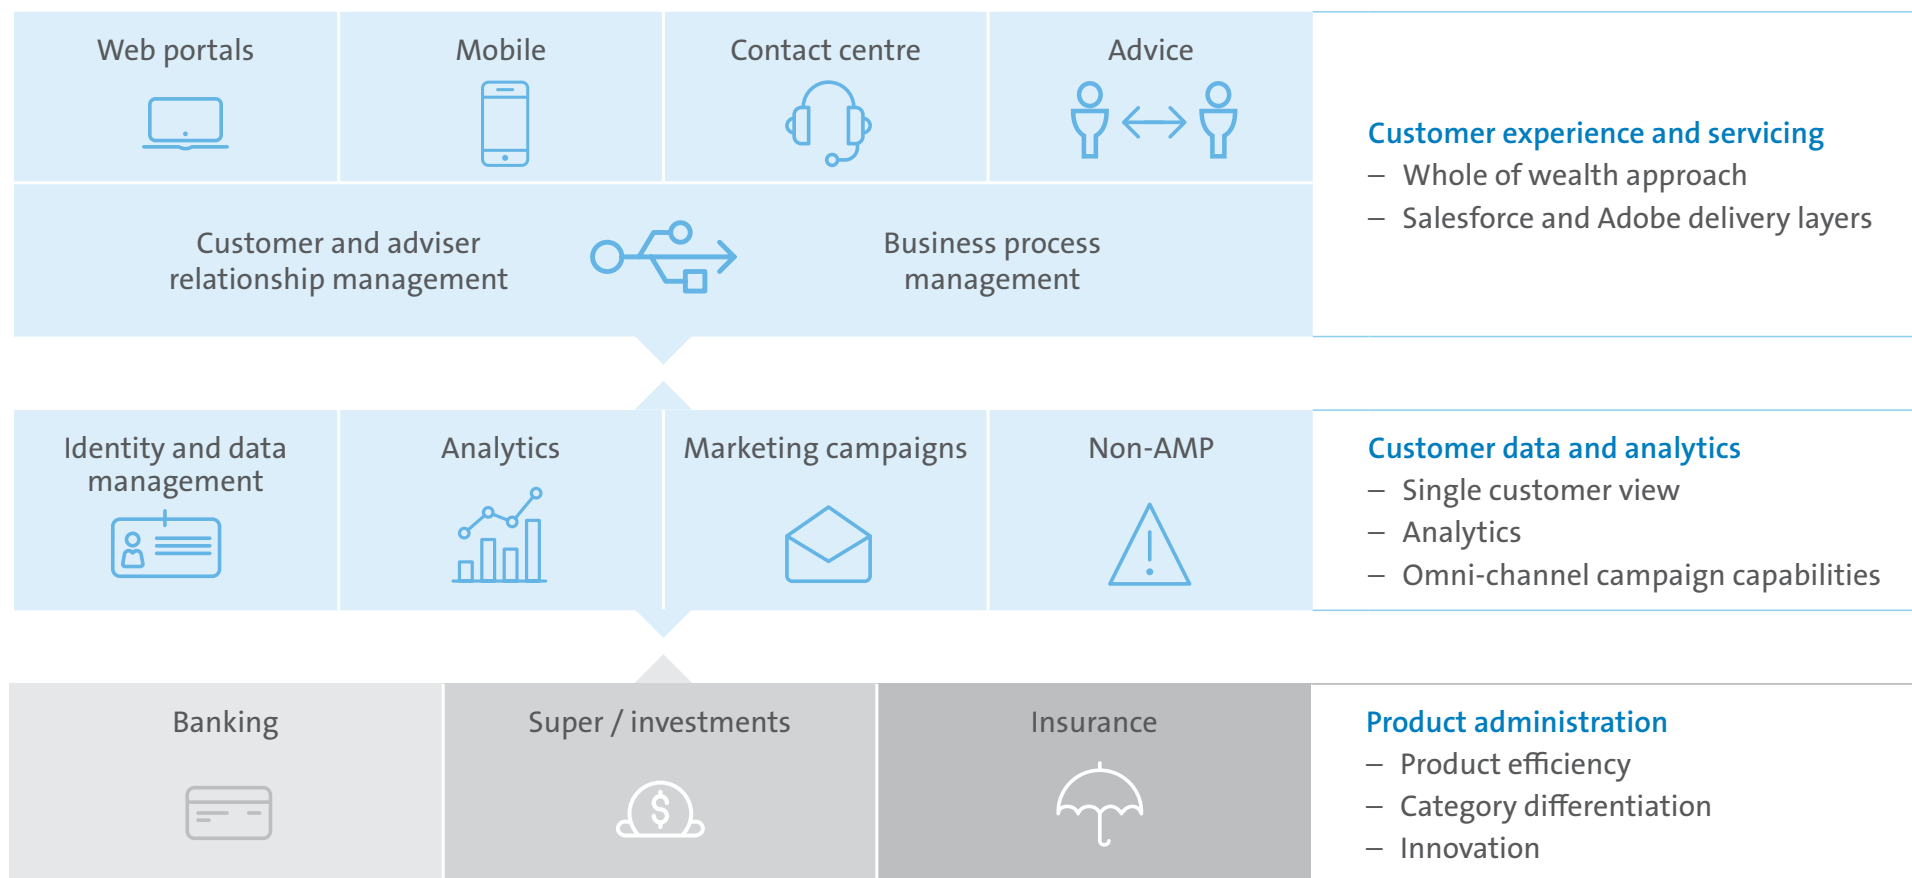 Web portals
Mobile
Contact centre
Advice
Customer and adviser
relationship management
Business process
management
Customer experience and servicing
– Whole of wealth approach
– Salesforce and Adobe delivery layers
Identity and data
management
Analytics
Marketing campaigns
Non-AMP
Customer data and analytics
– Single customer view
– Analytics
– Omni-channel campaign capabilities
Banking
Super / investments
$
Insurance
Product administration
– Product efficiency
– Category differentiation
– Innovation